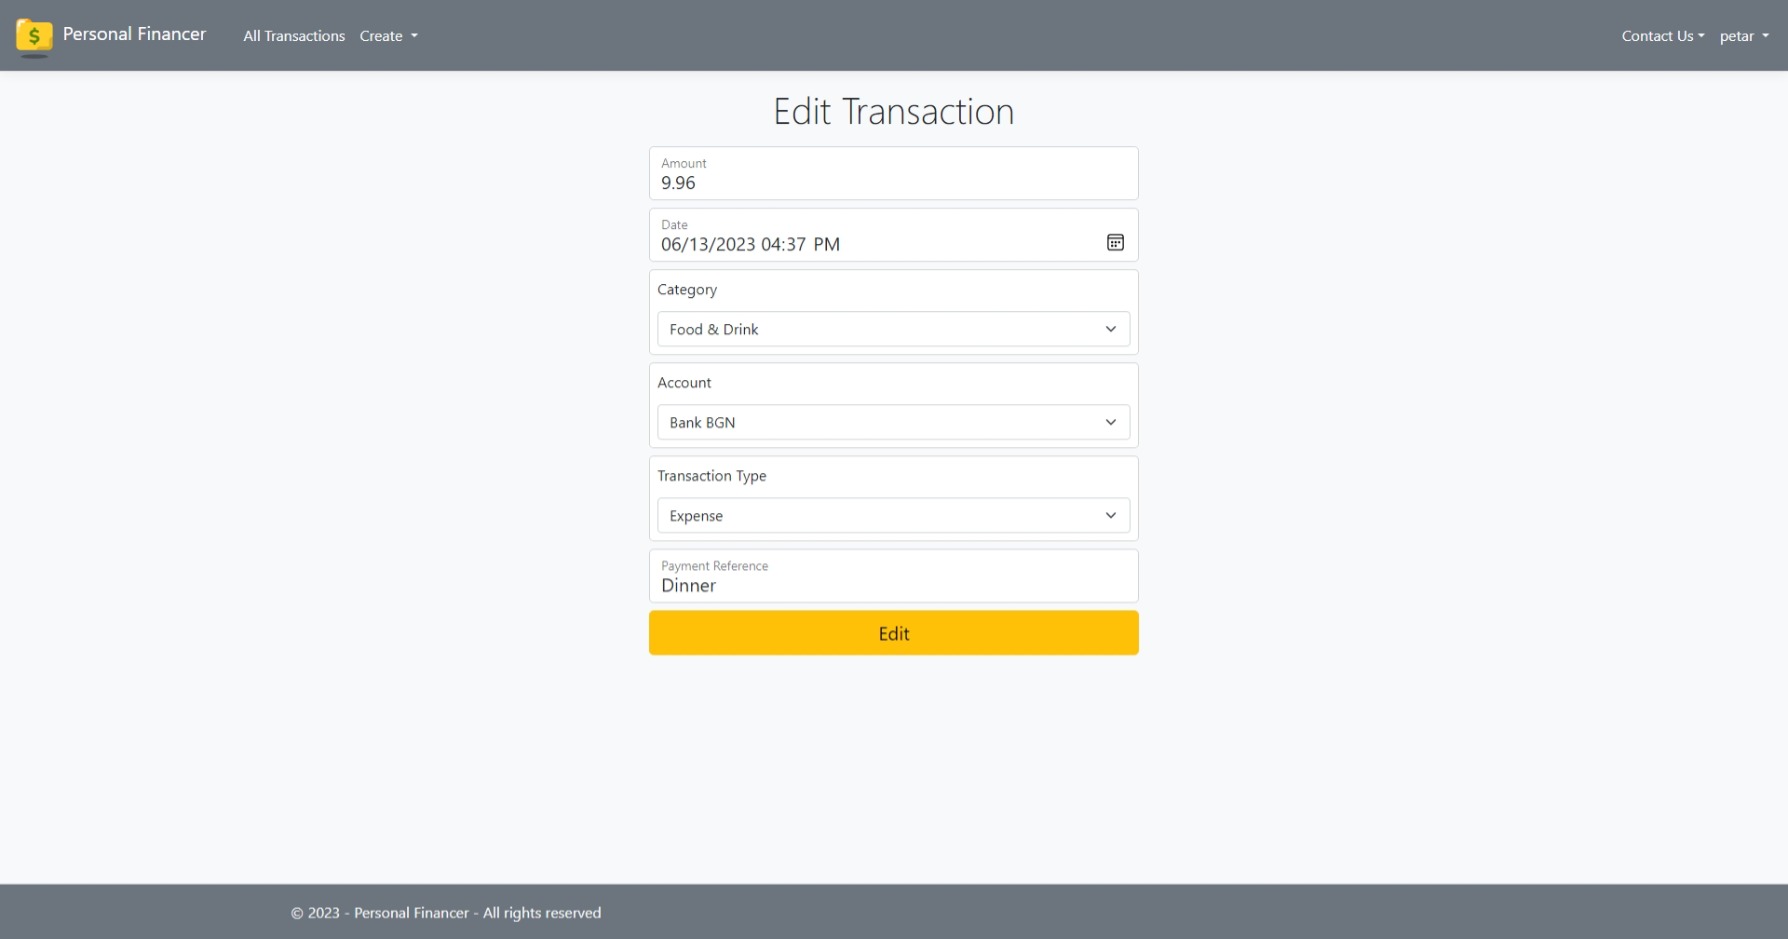 $ Personal Financer All Transactions Create Contact Us petar
Edit Transaction
Amount
9.96
Date
06/13/2023 04:37 PM
Category
Food & Drink
Account
Bank BGN
Transaction Type
Expense
Payment Reference
Dinner
Edit
© 2023 - Personal Financer - All rights reserved